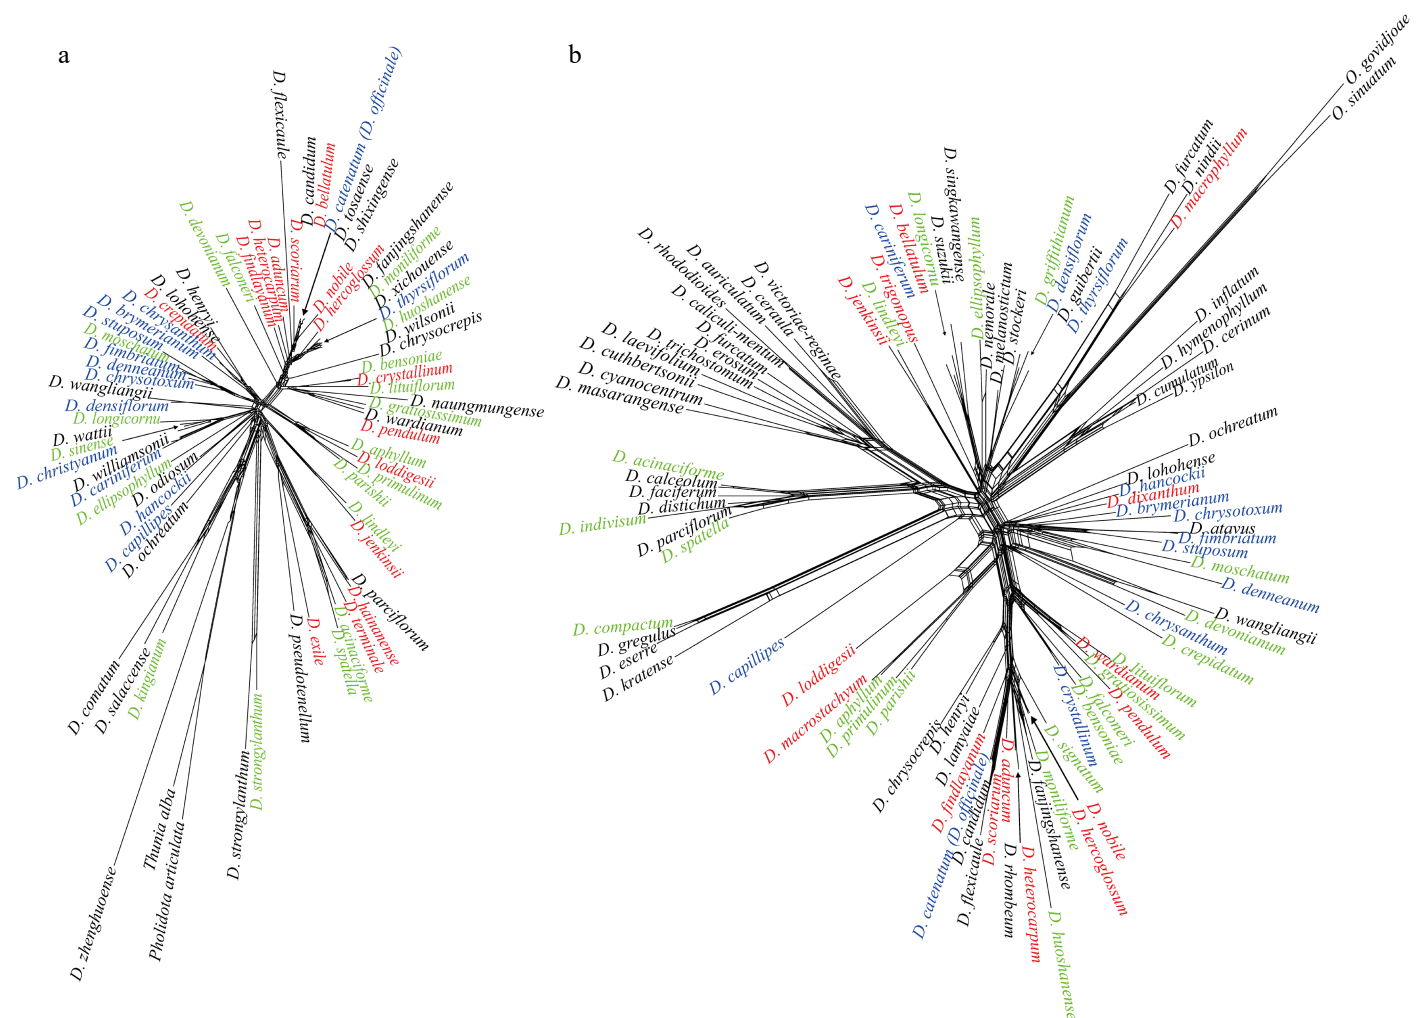 a
D. flexicaule
D. candidum
D. bellatulum
D. catenatum (D. officinale)
D. tosaense
D. shixingense
D. scoriarium
D. nobile
D. hercoglossum
D. fanjingshanense
D. moniliforme
D. xichouense
D. thyrsiflorum
D. huoshanense
D. wilsonii
D. chrysocrepis
D. bensoniae
D. crystallinum
D. lituiflorum
D. naungmungense
D. gratiosissimum
D. wardianum
D. pendulum
D. aphyllum
D. loddigesii
D. primulinum
D. parishii
D. lindleyi
D. jenkinsii
D. parciflorum
D. hainanense
D. terminale
D. acinaciforme
D. spatella
D. exile
D. pseudotenellum
D. strongylanthum
D. strongylanthum
Pholidota articulata
Thunia alba
D. zhenghuoense
D. kingianum
D. salaccense
D. comatum
D. ochreatum
D. capillipes
D. hancockii
D. odiosum
D. ellipsophyllum
D. cariniferum
D. williamsonii
D. christyanum
D. sinense
D. wattii
D. longicornu
D. densiflorum
D. wangliangii
D. chrysotoxum
D. denneanum
D. fimbriatum
D. moschatum
D. stuposum
D. brymerianum
D. chrysanthum
D. crepidatum
D. lohohense
D. henryi
D. devonianum
D. falconeri
D. findlayanum
D. heterocarpum
D. aduncum
b
O. govidjoae
O. sinuatum
D. furcatum
D. nindii
D. macrophyllum
D. inflatum
D. hymenophyllum
D. cerinum
D. cumulatum
D. ypsilon
D. ochreatum
D. lohohense
D. hancockii
D. dixanthum
D. brymerianum
D. chrysotoxum
D. atavus
D. fimbriatum
D. stuposum
D. moschatum
D. denneanum
D. wangliangii
D. devonianum
D. chrysanthum
D. crepidatum
D. lituiflorum
D. wardianum
D. gratiosissimum
D. pendulum
D. falconeri
D. bensoniae
D. crystallinum
D. signatum
D. nobile
D. hercoglossum
D. moniliforme
D. fanjingshanense
D. huoshanense
D. heterocarpum
D. rhombeum
D. aduncum
D. scoriarum
D. flexicaule
D. candidum
D. catenatum (D. officinale)
D. findlayanum
D. lamyaiae
D. henryi
D. chrysocrepis
D. parishii
D. primulinum
D. aphyllum
D. macrostachyum
D. loddigesii
D. capillipes
D. kratense
D. eserre
D. gregulus
D. compactum
D. spatella
D. parciflorum
D. indivisum
D. distichum
D. faciferum
D. calceolum
D. acinaciforme
D. masarangense
D. cyanocentrum
D. cuthbertsonii
D. laevifolium
D. trichostomum
D. erosum
D. furcatum
D. caliculi-mentum
D. rhododioides
D. auriculatum
D. ceraula
D. victoriae-reginae
D. jenkinsii
D. lindleyi
D. trigonopus
D. cariniferum
D. bellatulum
D. longicornu
D. suzukii
D. singkawangense
D. ellipsophyllum
D. nemorale
D. melanostictum
D. stockeri
D. griffithianum
D. densiflorum
D. guibertii
D. thyrsiflorum